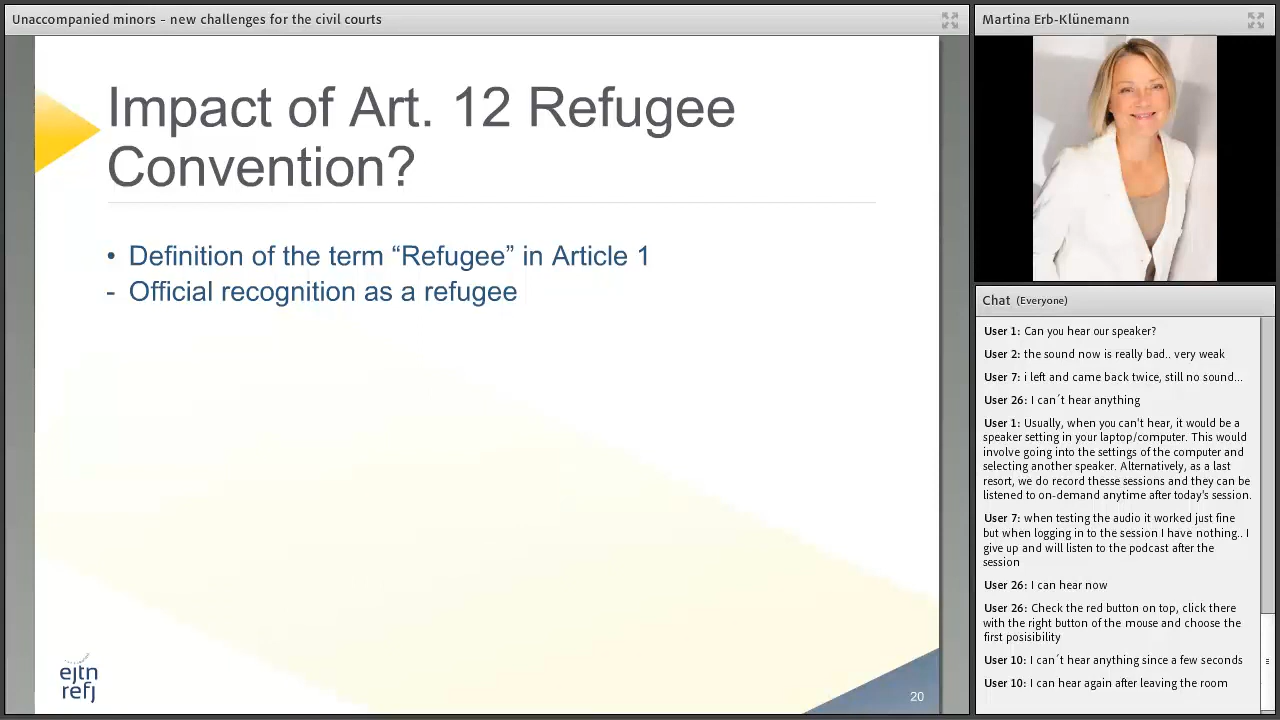 Unaccompanied minors - new challenges for the civil courts
Impact of Art. 12 Refugee
Convention?
• Definition of the term “Refugee” in Article 1
- Official recognition as a refugee
ejtn
refj
20
Martina Erb-Klünemann
Chat (Everyone)
User 1: Can you hear our speaker?
User 2: the sound now is really bad.. very weak
User 7: i left and came back twice, still no sound...
User 26: I can´t hear anything
User 1: Usually, when you can't hear, it would be a
speaker setting in your laptop/computer. This would
involve going into the settings of the computer and
selecting another speaker. Alternatively, as a last
resort, we do record thesse sessions and they can be
listened to on-demand anytime after today's session.
User 7: when testing the audio it worked just fine
but when logging in to the session I have nothing.. I
give up and will listen to the podcast after the
session
User 26: I can hear now
User 26: Check the red button on top, click there
with the right button of the mouse and choose the
first posisibility
User 10: I can´t hear anything since a few seconds
User 10: I can hear again after leaving the room